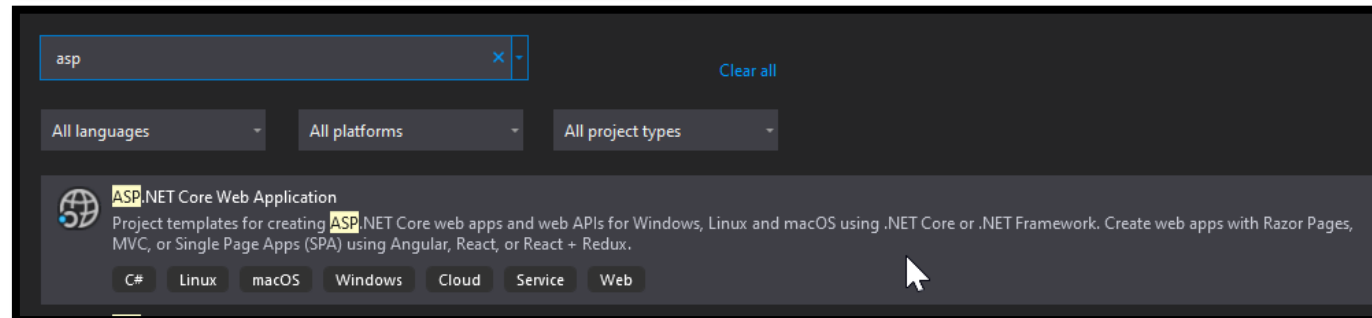 asp
Clear all
All languages All platforms All project types
ASP.NET Core Web Application
Project templates for creating ASP.NET Core web apps and web APIs for Windows, Linux and macOS using .NET Core or .NET Framework. Create web apps with Razor Pages,
MVC, or Single Page Apps (SPA) using Angular, React, or React + Redux.
C# Linux macOS Windows Cloud Service Web